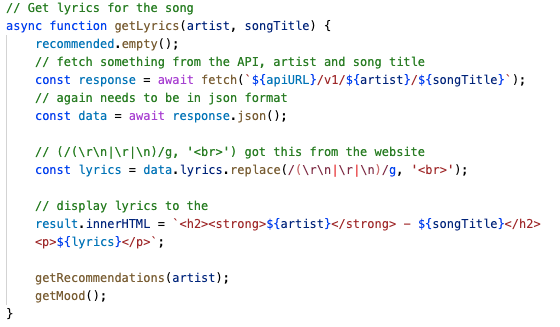 // Get lyrics for the song
async function getLyrics(artist, songTitle) {
    recommended.empty();
    // fetch something from the API, artist and song title
    const response = await fetch(`${apiURL}/v1/${artist}/${songTitle}`);
    // again needs to be in json format
    const data = await response.json();

    // (/(\r\n|\r|\n)/g, '<br>') got this from the website
    const lyrics = data.lyrics.replace(/(\r\n|\r|\n)/g, '<br>');

    // display lyrics to the
    result.innerHTML = `<h2><strong>${artist}</strong> - ${songTitle}</h2>
    <p>${lyrics}</p>`;

    getRecommendations(artist);
    getMood();
}